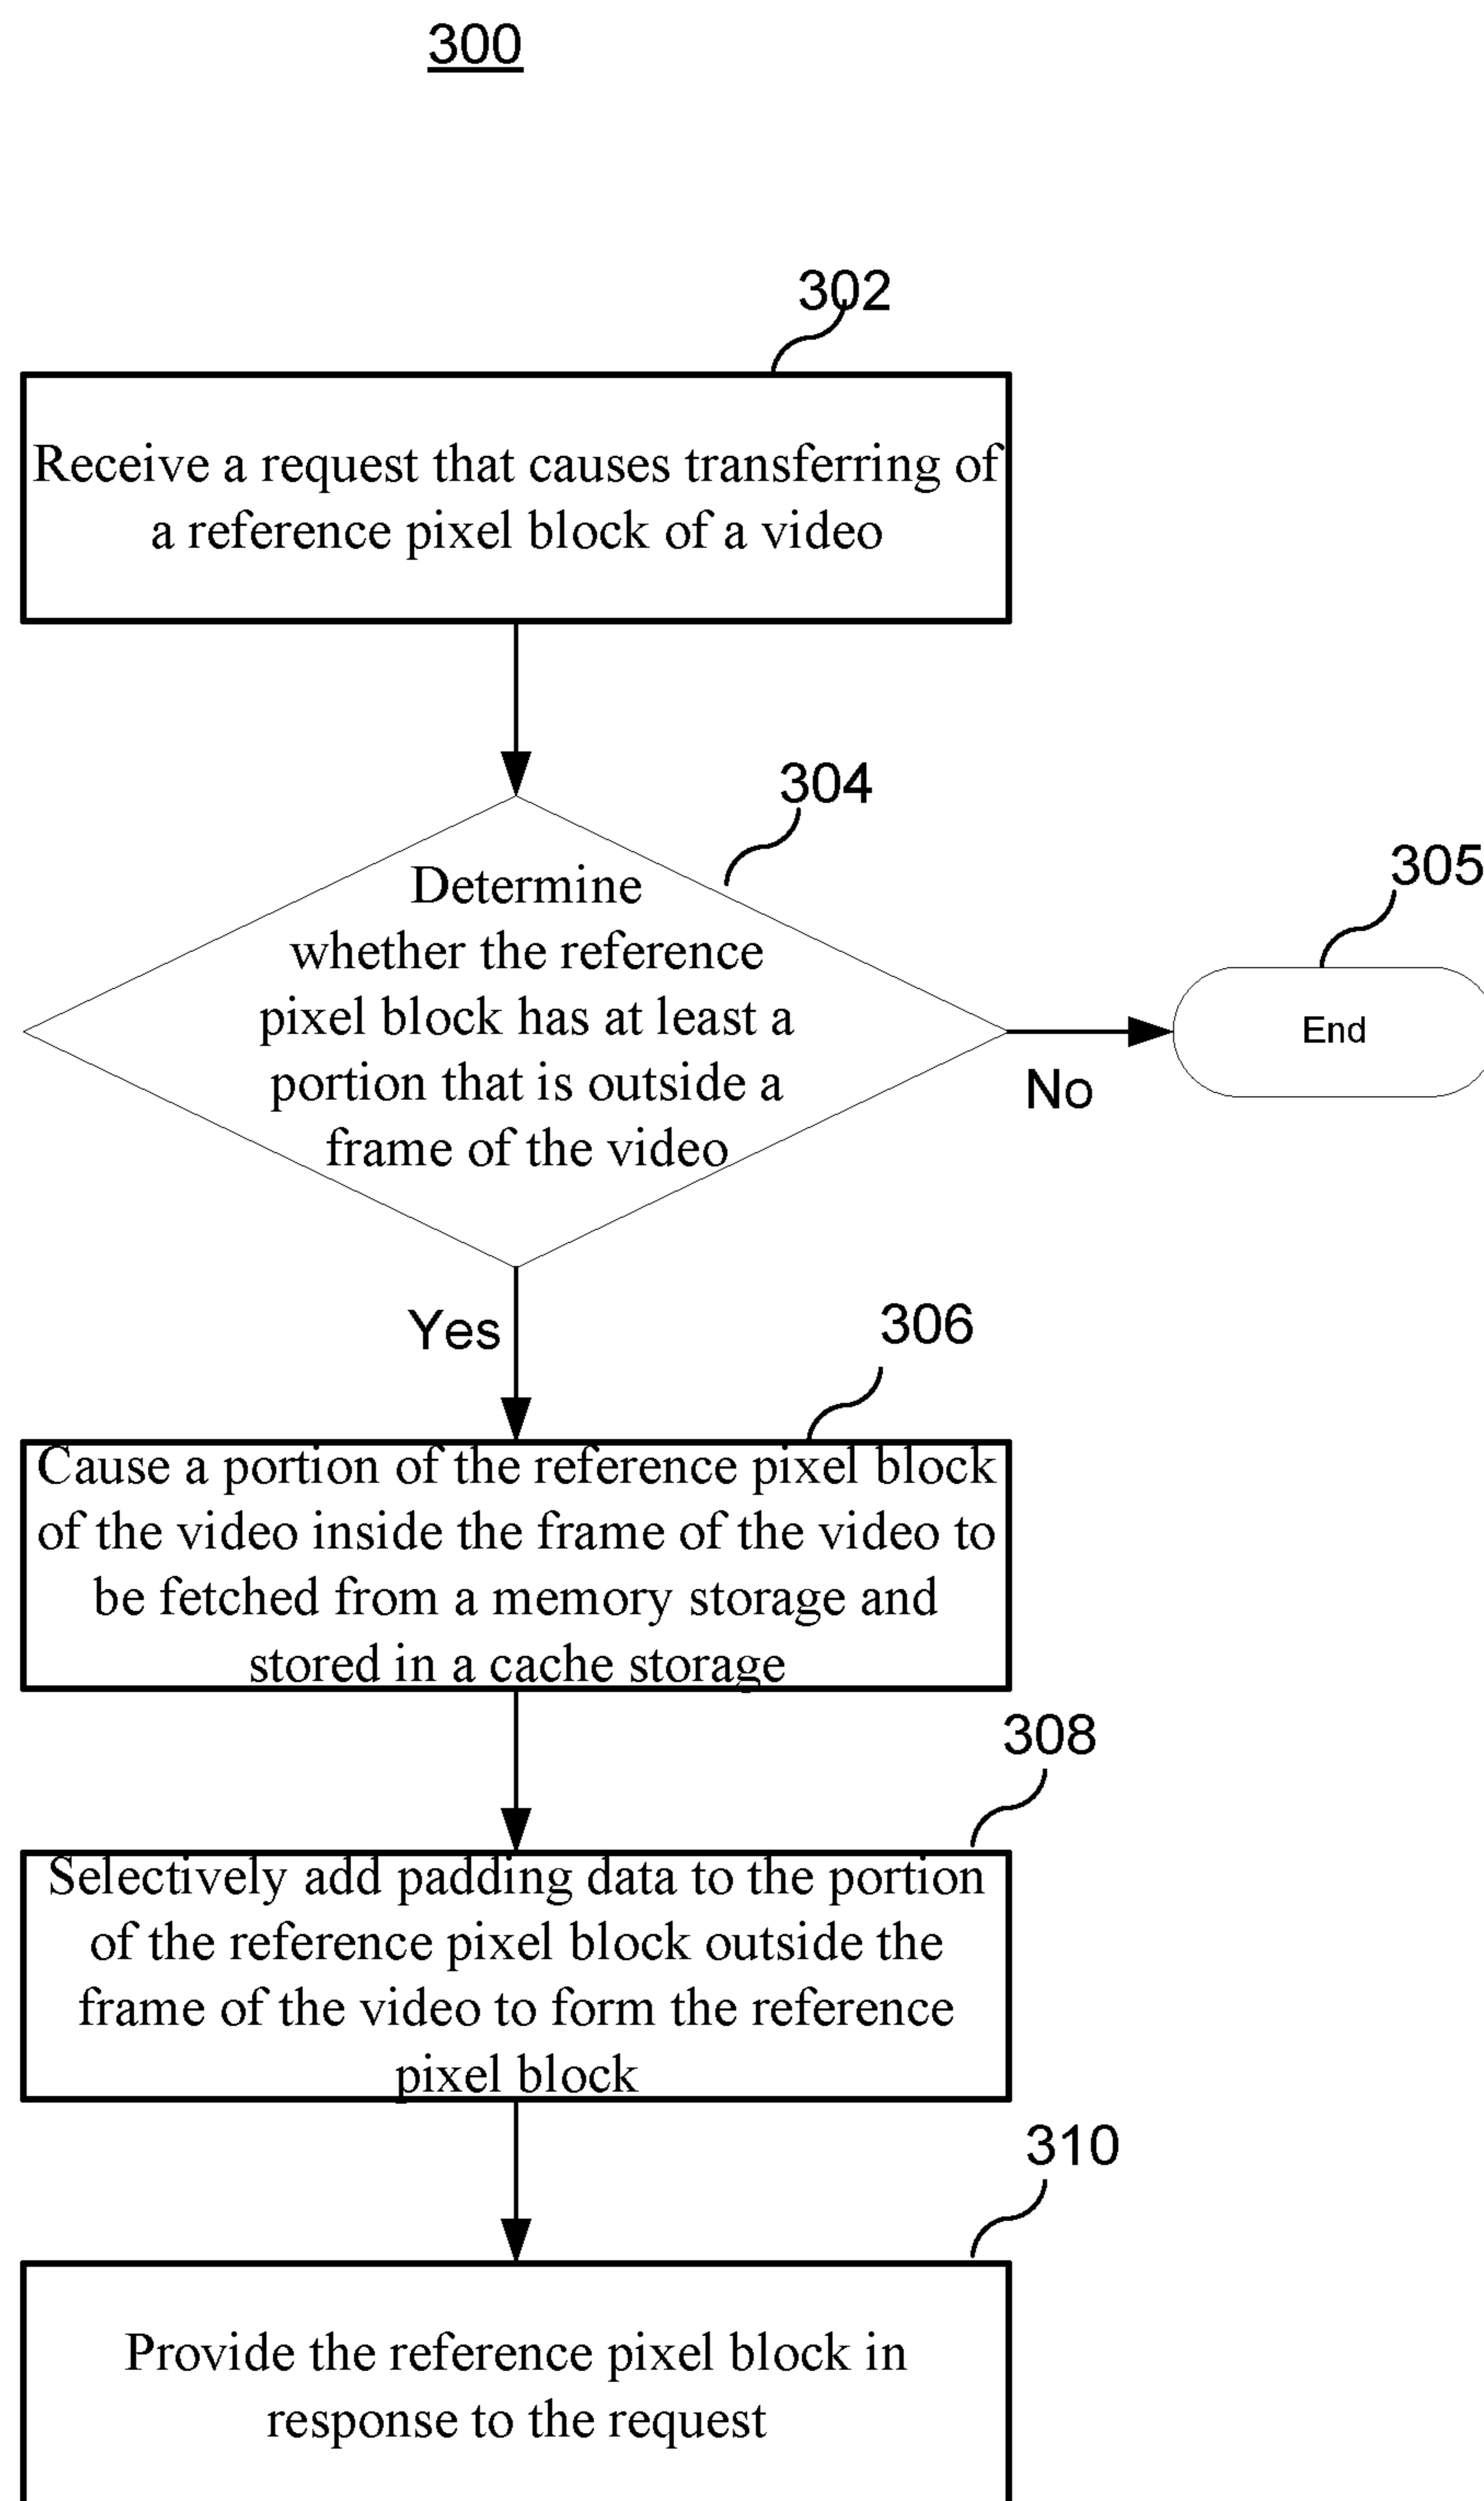 300
302
Receive a request that causes transferring of
a reference pixel block of a video
304
Determine
whether the reference
pixel block has at least a
portion that is outside a
frame of the video
305
End
No
Yes
306
Cause a portion of the reference pixel block
of the video inside the frame of the video to
be fetched from a memory storage and
stored in a cache storage
308
Selectively add padding data to the portion
of the reference pixel block outside the
frame of the video to form the reference
pixel block
310
Provide the reference pixel block in
response to the request